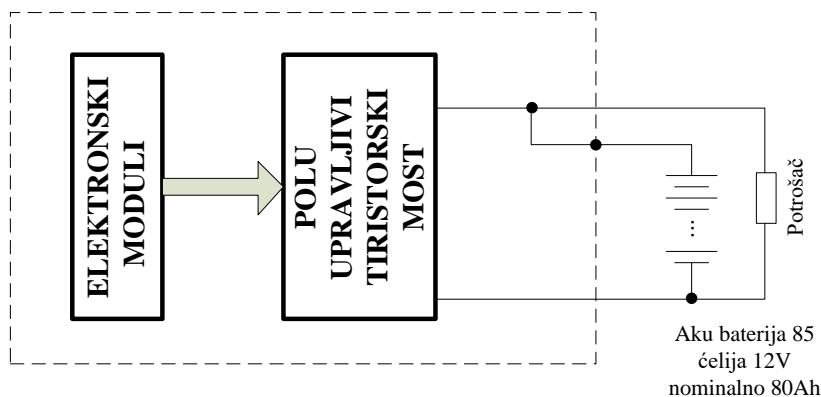 ELEKTRONSKI
MODULI
POLU
UPRAVLJIVI
TIRISTORSKI
MOST
...
Potrošač
Aku baterija 85
ćelija 12V
nominalno 80Ah